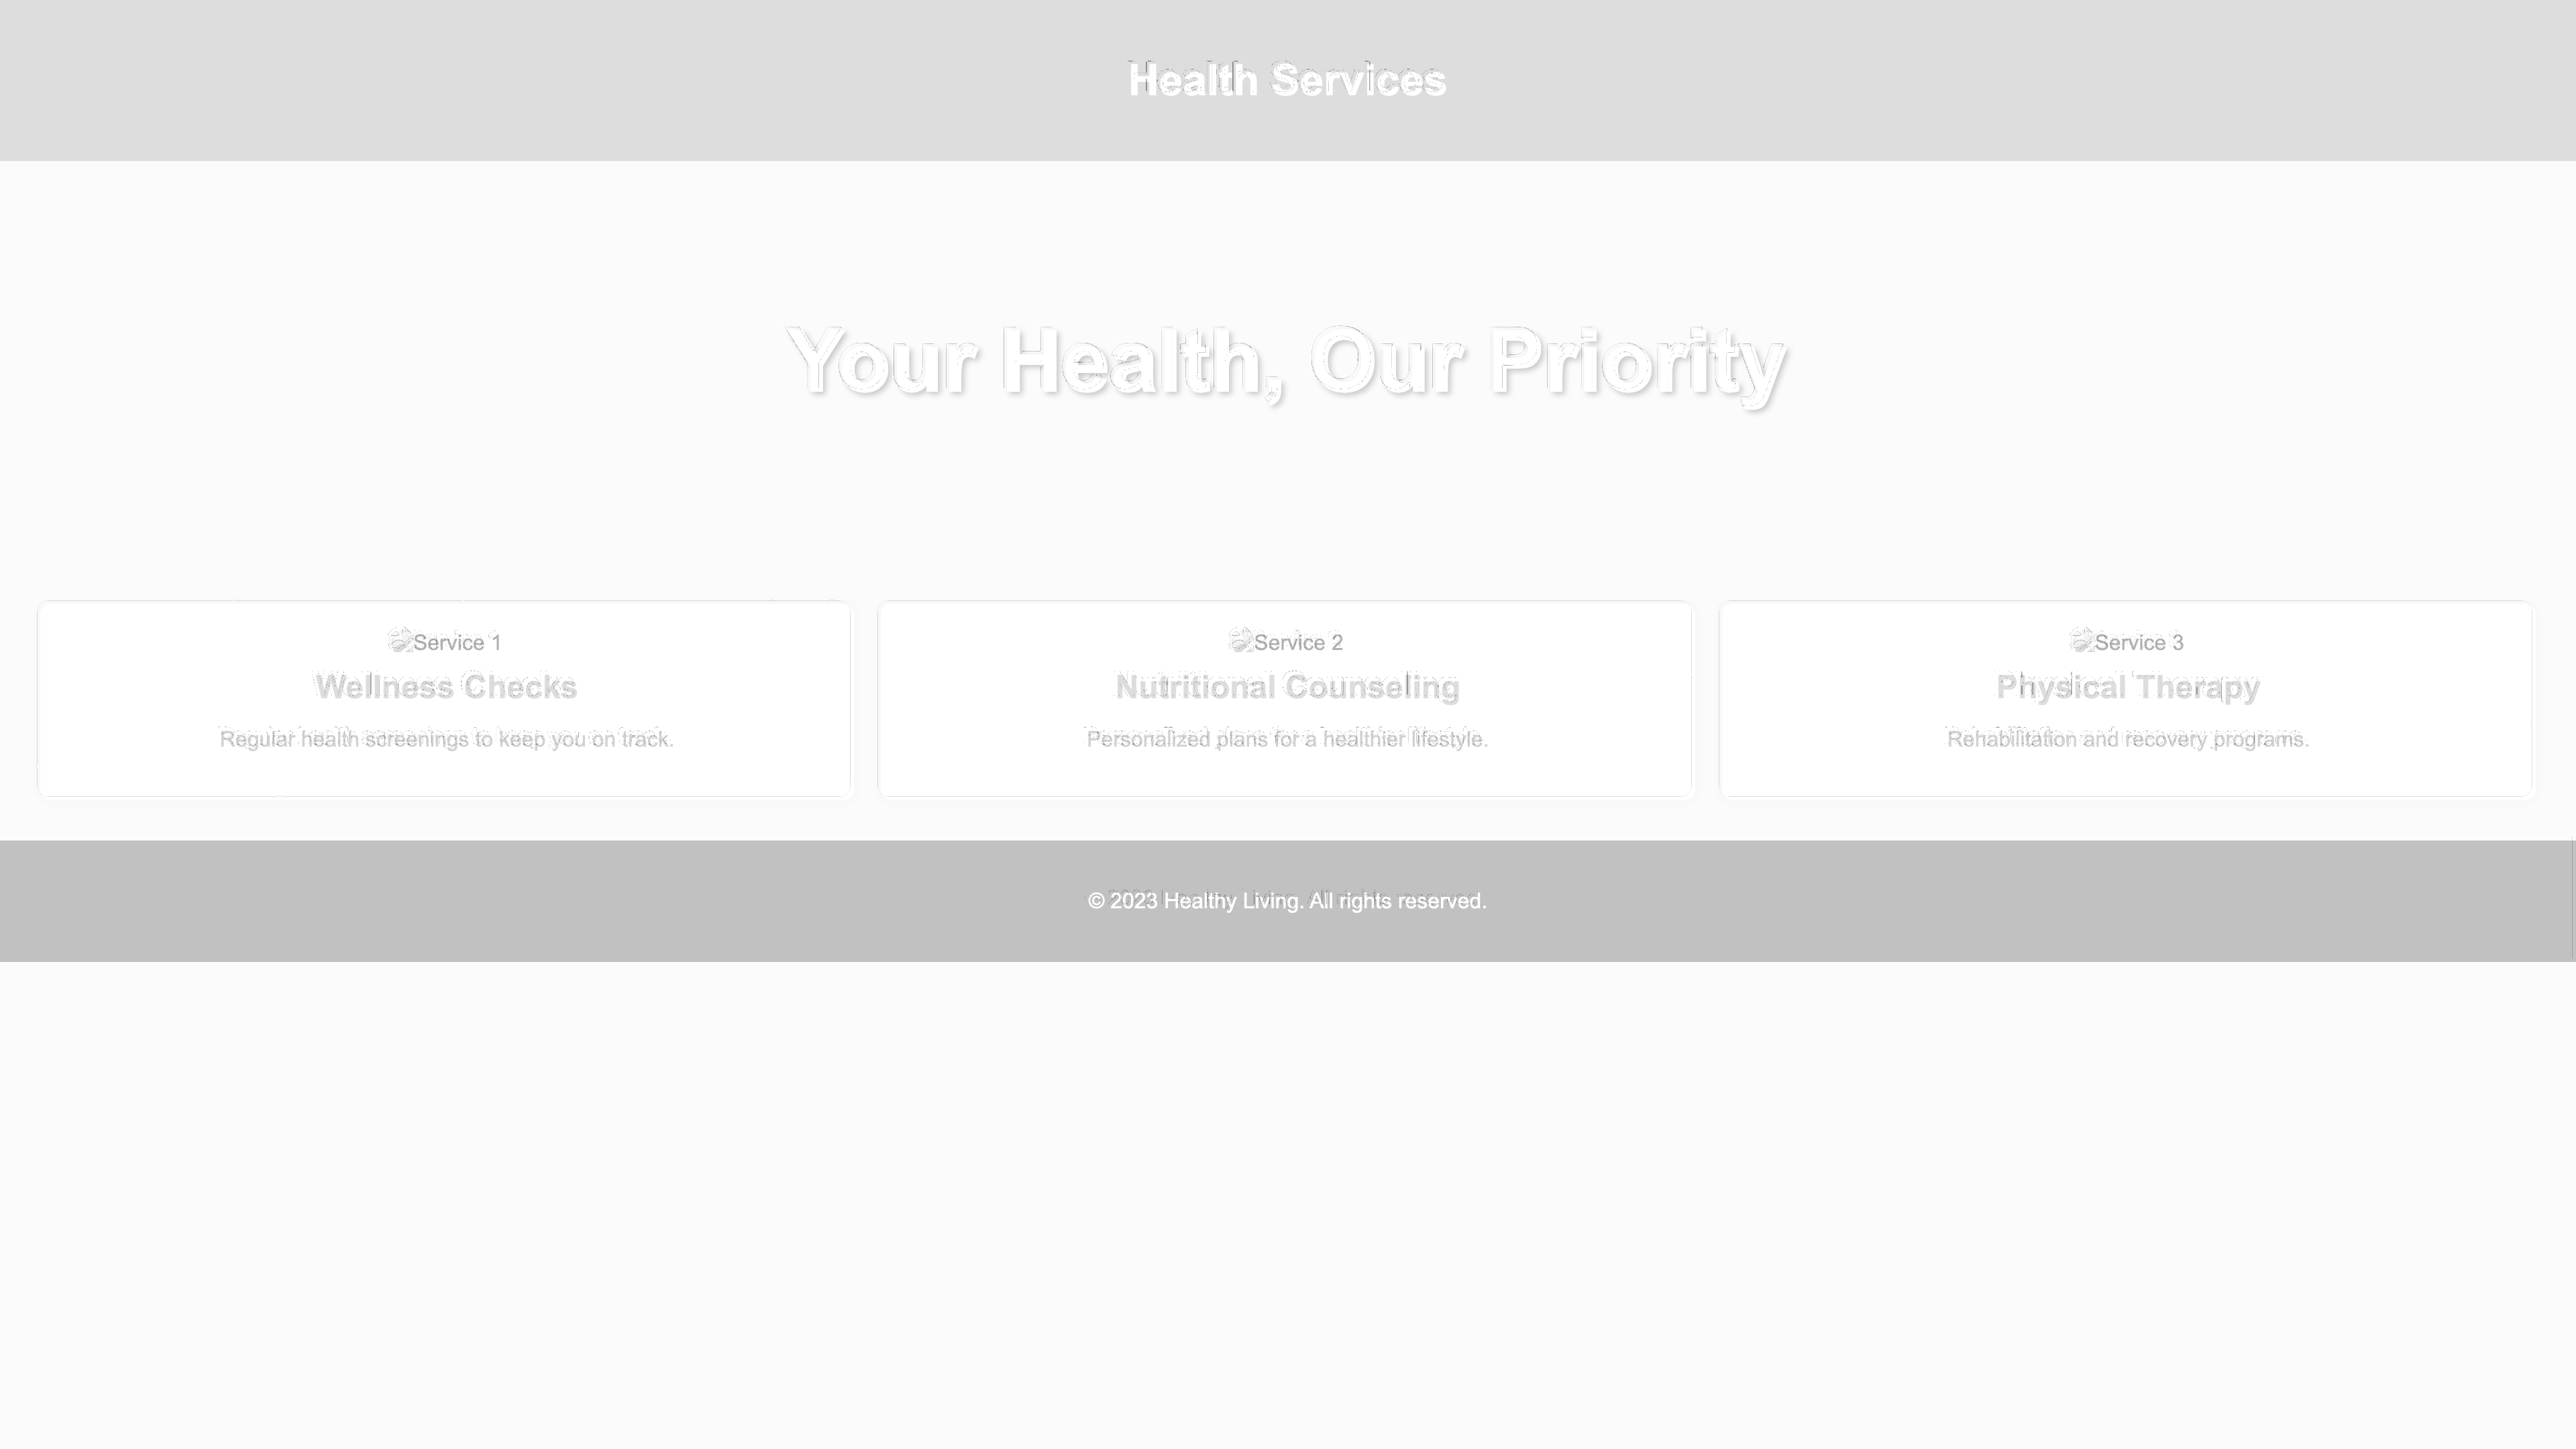 Health Services
Your Health, Our Priority
Service 1
Wellness Checks
Regular health screenings to keep you on track.
Service 2
Nutritional Counseling
Personalized plans for a healthier lifestyle.
Service 3
Physical Therapy
Rehabilitation and recovery programs.
© 2023 Healthy Living. All rights reserved.